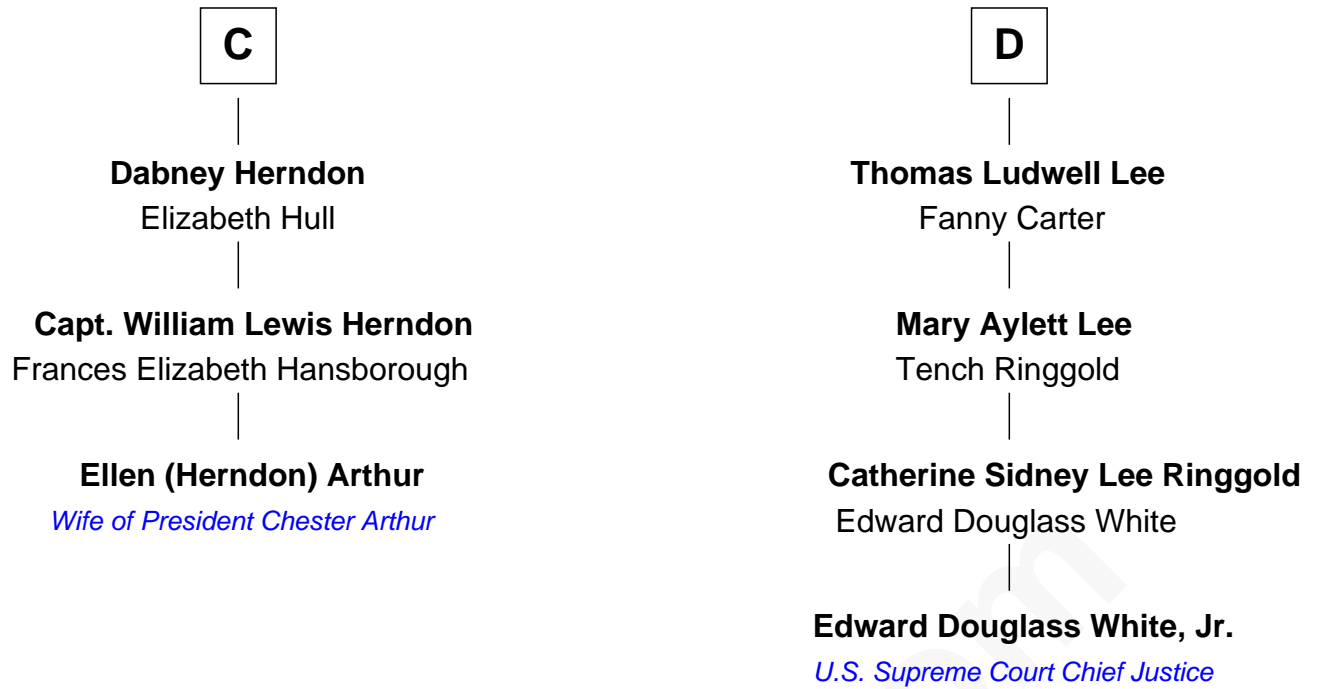 C
Dabney Herndon
Elizabeth Hull
Capt. William Lewis Herndon
Frances Elizabeth Hansborough
Ellen (Herndon) Arthur
Wife of President Chester Arthur
D
Thomas Ludwell Lee
Fanny Carter
Mary Aylett Lee
Tench Ringgold
Catherine Sidney Lee Ringgold
Edward Douglass White
Edward Douglass White, Jr.
U.S. Supreme Court Chief Justice
om